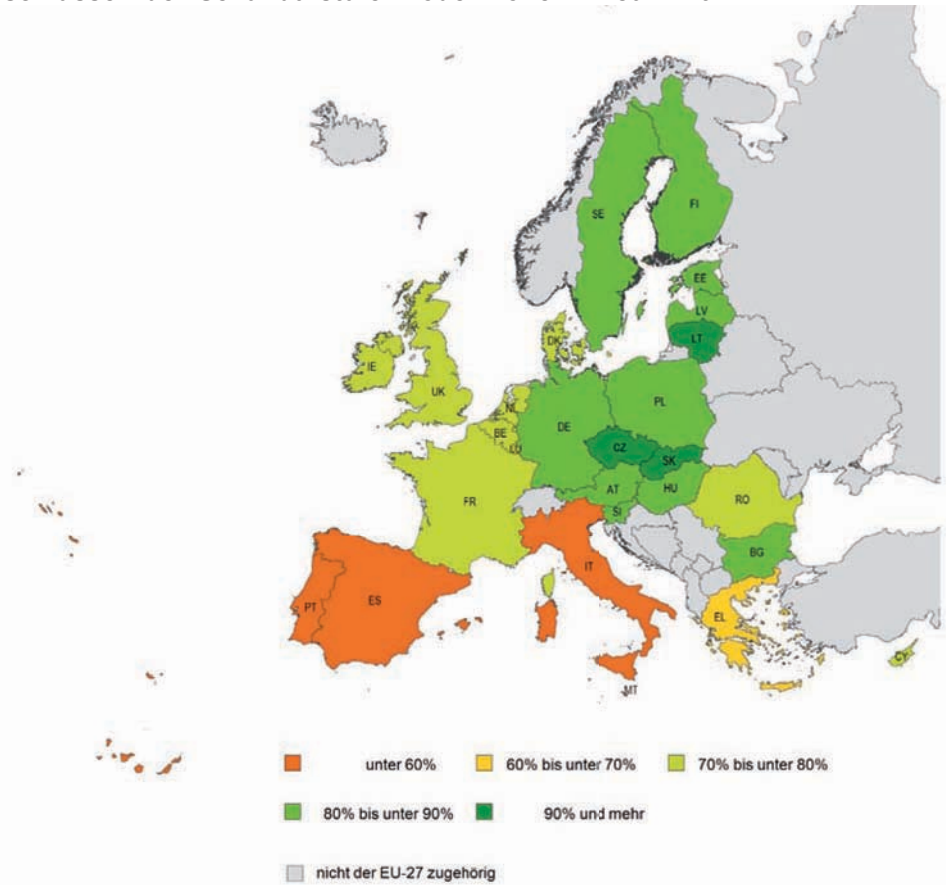 SE
FI
EE
LV
LT
DK
IE
UK
NL
BE
LU
DE
PL
CZ
SK
AT
HU
SI
FR
RO
BG
IT
PT
ES
EL
MT
CY
unter 60%
60% bis unter 70%
70% bis unter 80%
80% bis unter 90%
90% und mehr
nicht der EU-27 zugehörig